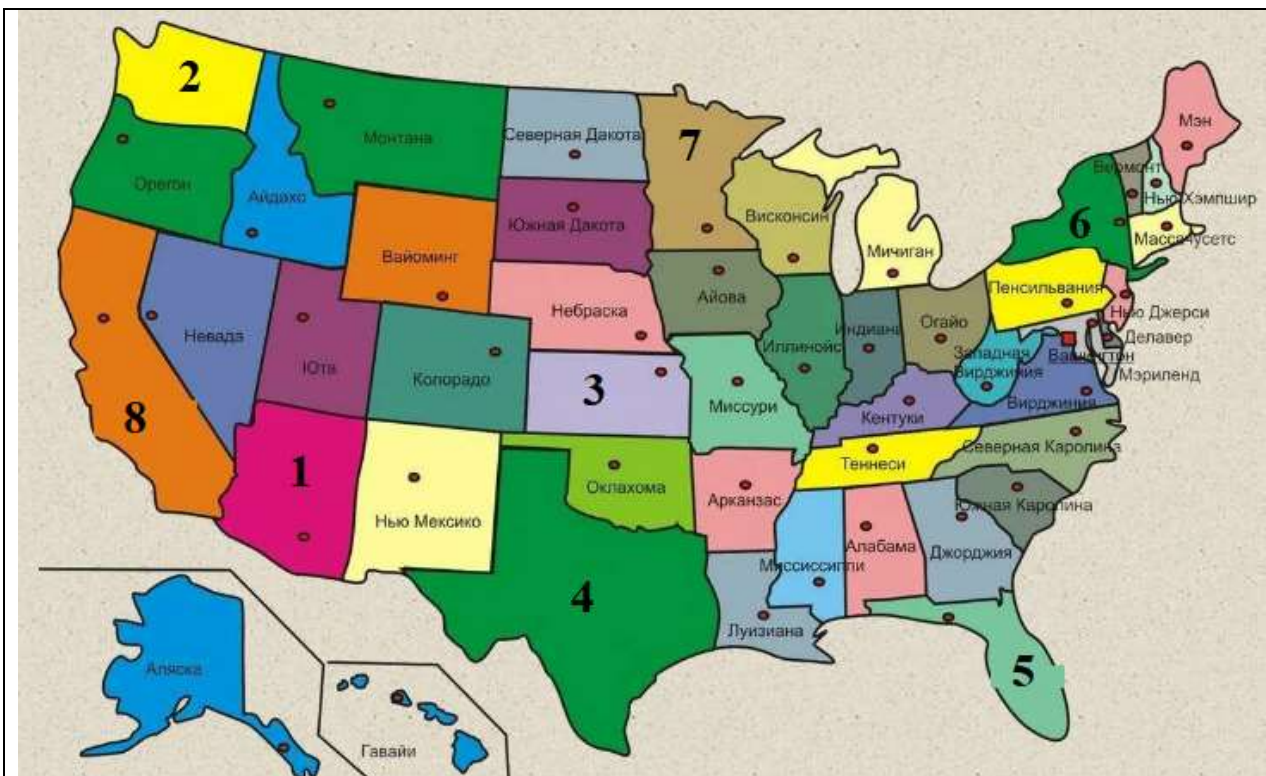 2
Монтана
Северная Дакота
7
Мэн
Вермонт
Орегон
Айдахо
Нью Хэмпшир
Южная Дакота
Висконсин
6
Массачусетс
Вайоминг
Мичиган
Айова
Пенсильвания
Небраска
Нью Джерси
Невада
Индиана
Огайо
Делавер
Иллинойс
Западная
Вирджиния
Вашингтон
Юта
Колорадо
Мэриленд
3
8
Миссури
Кентуки
Вирджиния
Северная Каролина
1
Теннеси
Оклахома
Арканзас
Южная Каролина
Нью Мексико
Алабама
Джорджия
Миссиссиппи
4
Луизиана
Аляска
5
Гавайи